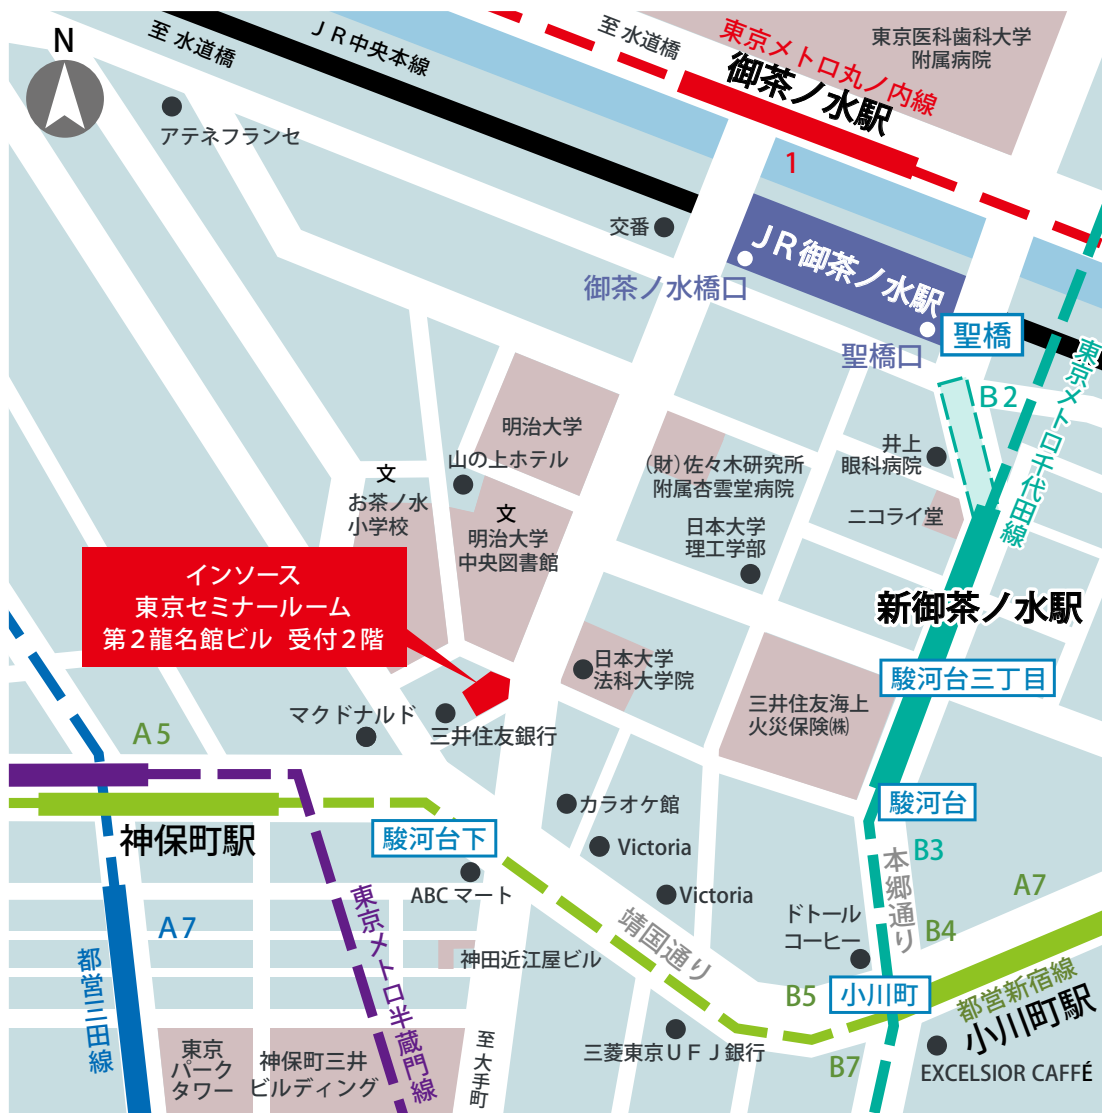 N
至 水道橋
JR中央本線
至 水道橋
東京メトロ丸ノ内線
御茶ノ水駅
東京医科歯科大学
附属病院
アテネフランセ
1
交番
JR御茶ノ水駅
御茶ノ水橋口
聖橋口
聖橋
東京メトロ千代田線
B2
明治大学
山の上ホテル
文
お茶ノ水
小学校
文
明治大学
中央図書館
(財)佐々木研究所
附属杏雲堂病院
日本大学
理工学部
井上
眼科病院
ニコライ堂
インソース
東京セミナールーム
第2龍名館ビル 受付2階
新御茶ノ水駅
駿河台三丁目
日本大学
法科大学院
三井住友海上
火災保険㈱
マクドナルド
三井住友銀行
A5
神保町駅
駿河台下
カラオケ館
Victoria
Victoria
ABCマート
駿河台
B3
本郷通り
A7
B4
ドトール
コーヒー
A7
都営三田線
東京メトロ半蔵門線
神田近江屋ビル
靖国通り
B5
小川町
都営新宿線
小川町駅
東京
パーク
タワー
神保町三井
ビルディング
至 大手町
三菱東京UFJ銀行
B7
EXCELSIOR CAFFÉ